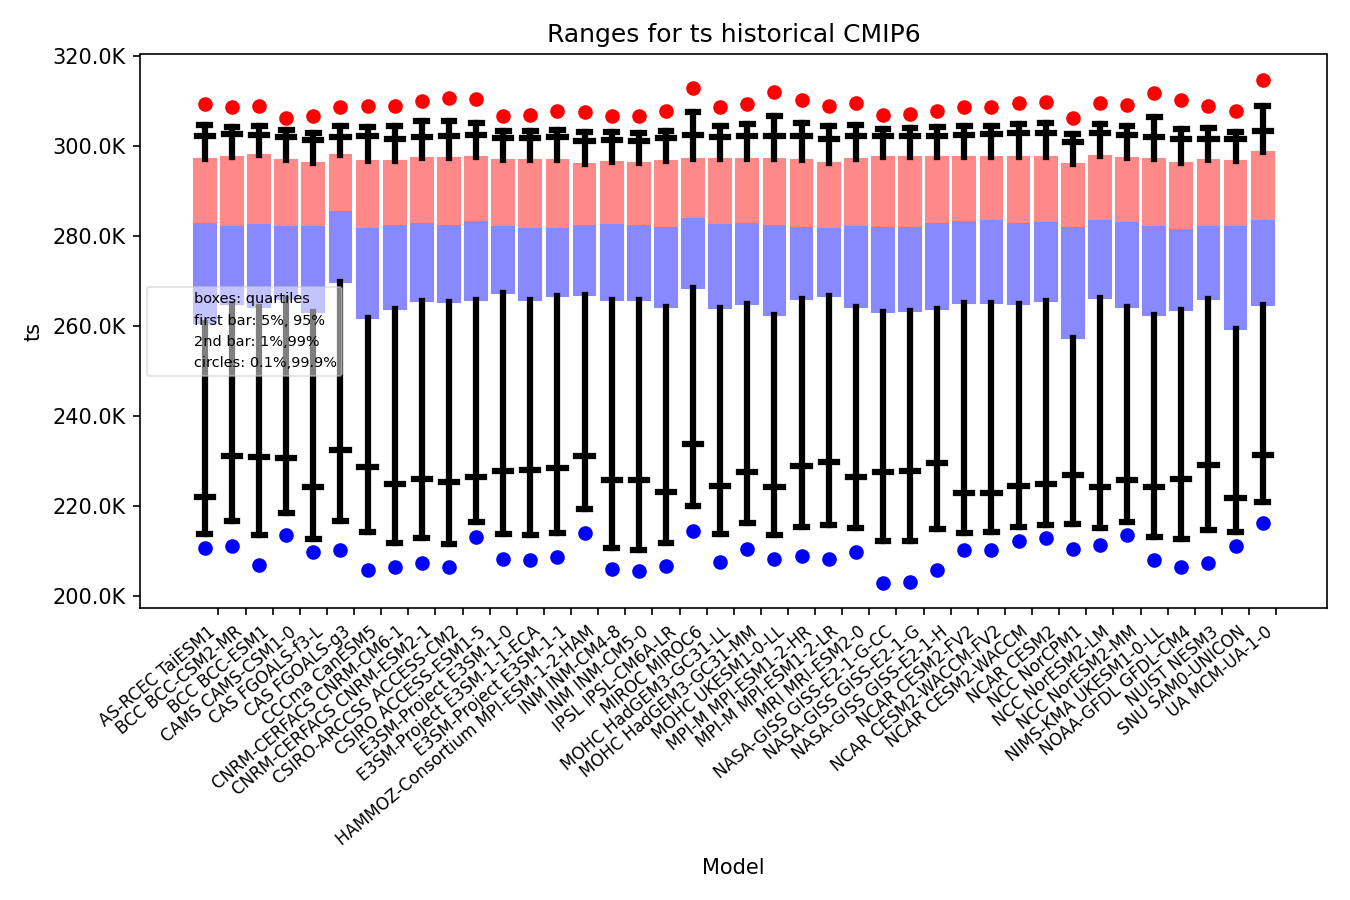 Ranges for ts historical CMIP6
320.0K
300.0K
280.0K
260.0K
240.0K
220.0K
200.0K
ts
boxes: quartiles
first bar: 5%, 95%
2nd bar: 1%,99%
circles: 0.1%,99.9%
AS-RCEC TaiESM1
BCC BCC-CSM2-MR
BCC BCC-ESM1
CAMS CAMS-CSM1-0
CAS FGOALS-f3-L
CAS FGOALS-g3
CCCma CanESM5
CNRM-CERFACS CNRM-CM6-1
CNRM-CERFACS CNRM-ESM2-1
CSIRO-ARCCSS ACCESS-CM2
CSIRO ACCESS-ESM1-5
E3SM-Project E3SM-1-0
E3SM-Project E3SM-1-1-ECA
E3SM-Project E3SM-1-1
HAMMOZ-Consortium MPI-ESM-1-2-HAM
INM INM-CM4-8
INM INM-CM5-0
IPSL IPSL-CM6A-LR
MIROC MIROC6
MOHC HadGEM3-GC31-LL
MOHC HadGEM3-GC31-MM
MOHC UKESM1-0-LL
MPI-M MPI-ESM1-2-HR
MPI-M MPI-ESM1-2-LR
MRI MRI-ESM2-0
NASA-GISS GISS-E2-1-G-CC
NASA-GISS GISS-E2-1-G
NASA-GISS GISS-E2-1-H
NCAR CESM2-FV2
NCAR CESM2-WACCM-FV2
NCAR CESM2-WACCM
NCAR CESM2
NCC NorCPM1
NCC NorESM2-LM
NCC NorESM2-MM
NIMS-KMA UKESM1-0-LL
NOAA-GFDL GFDL-CM4
NUIST NESM3
SNU SAM0-UNICON
UA MCM-UA-1-0
Model